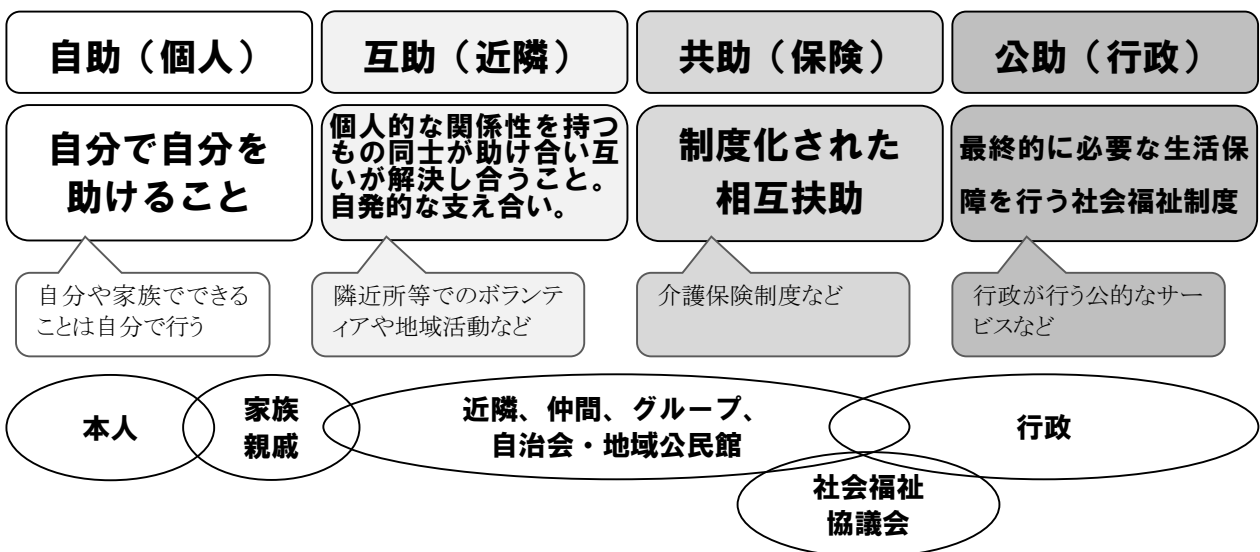 自助（個人）
互助（近隣）
共助（保険）
公助（行政）
自分で自分を
助けること
個人的な関係性を持つ
もの同士が助け合い互
いが解決し合うこと。
自発的な支え合い。
制度化された
相互扶助
最終的に必要な生活保
障を行う社会福祉制度
自分や家族でできる
ことは自分で行う
隣近所等でのボランテ
ィアや地域活動など
介護保険制度など
行政が行う公的なサー
ビスなど
本人
家族
親戚
近隣、仲間、グループ、
自治会・地域公民館
行政
社会福祉
協議会